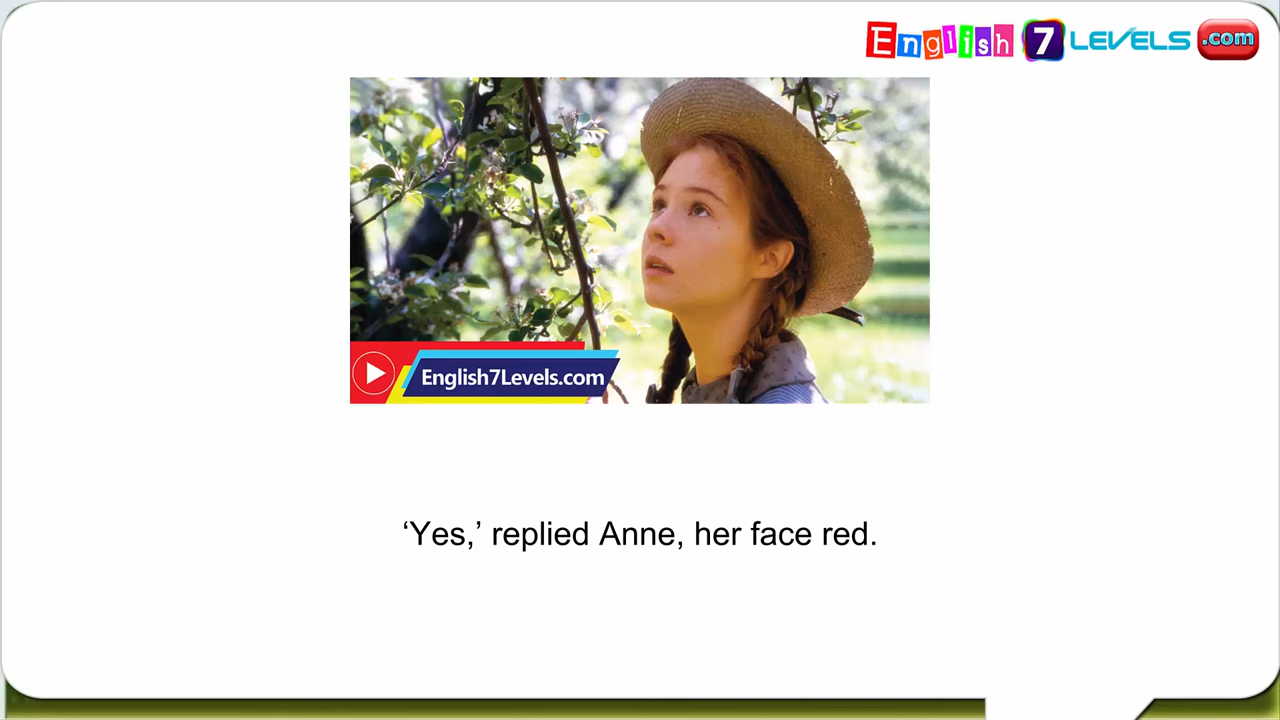 English 7 LEVELS .com
English7Levels.com
‘Yes,’ replied Anne, her face red.